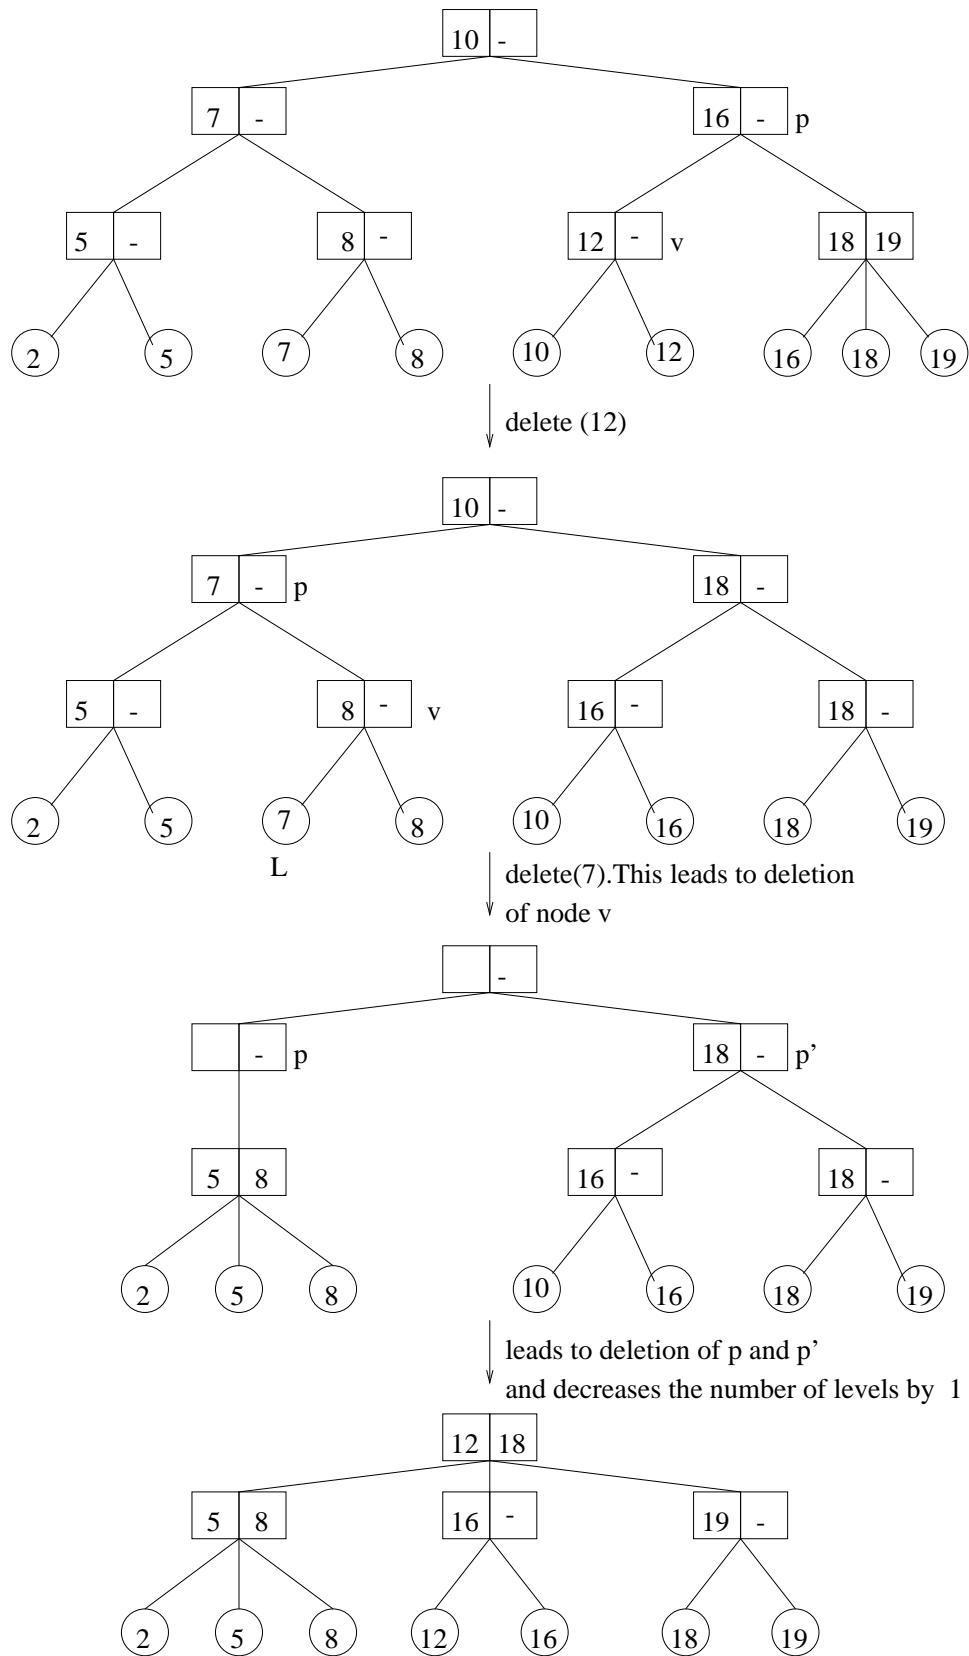 10 -
7 - 16 - p
5 - 8 - 12 - v 18 19
2 5 7 8 10 12 16 18 19
delete (12)
10 -
7 - p 18 -
5 - 8 - v 16 - 18 -
2 5 7 8 10 16 18 19
L
delete(7).This leads to deletion
of node v
-
- p 18 - p’
5 8 16 - 18 -
2 5 8 10 16 18 19
leads to deletion of p and p’
and decreases the number of levels by 1
12 18
5 8 16 - 19 -
2 5 8 12 16 18 19